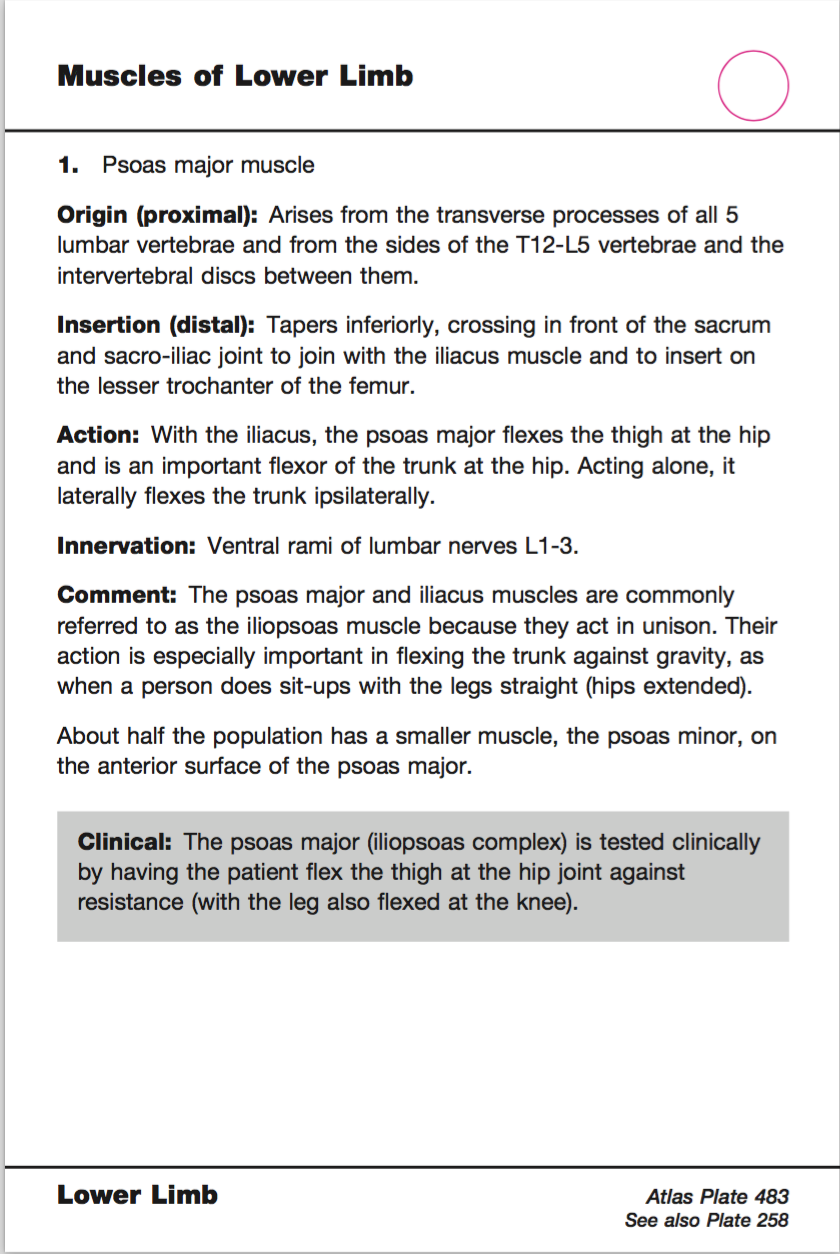 Muscles of Lower Limb
1. Psoas major muscle
Origin (proximal): Arises from the transverse processes of all 5
lumbar vertebrae and from the sides of the T12-L5 vertebrae and the
intervertebral discs between them.
Insertion (distal): Tapers inferiorly, crossing in front of the sacrum
and sacro-iliac joint to join with the iliacus muscle and to insert on
the lesser trochanter of the femur.
Action: With the iliacus, the psoas major flexes the thigh at the hip
and is an important flexor of the trunk at the hip. Acting alone, it
laterally flexes the trunk ipsilaterally.
Innervation: Ventral rami of lumbar nerves L1-3.
Comment: The psoas major and iliacus muscles are commonly
referred to as the iliopsoas muscle because they act in unison. Their
action is especially important in flexing the trunk against gravity, as
when a person does sit-ups with the legs straight (hips extended).
About half the population has a smaller muscle, the psoas minor, on
the anterior surface of the psoas major.
Clinical: The psoas major (iliopsoas complex) is tested clinically
by having the patient flex the thigh at the hip joint against
resistance (with the leg also flexed at the knee).
Lower Limb
Atlas Plate 483
See also Plate 258